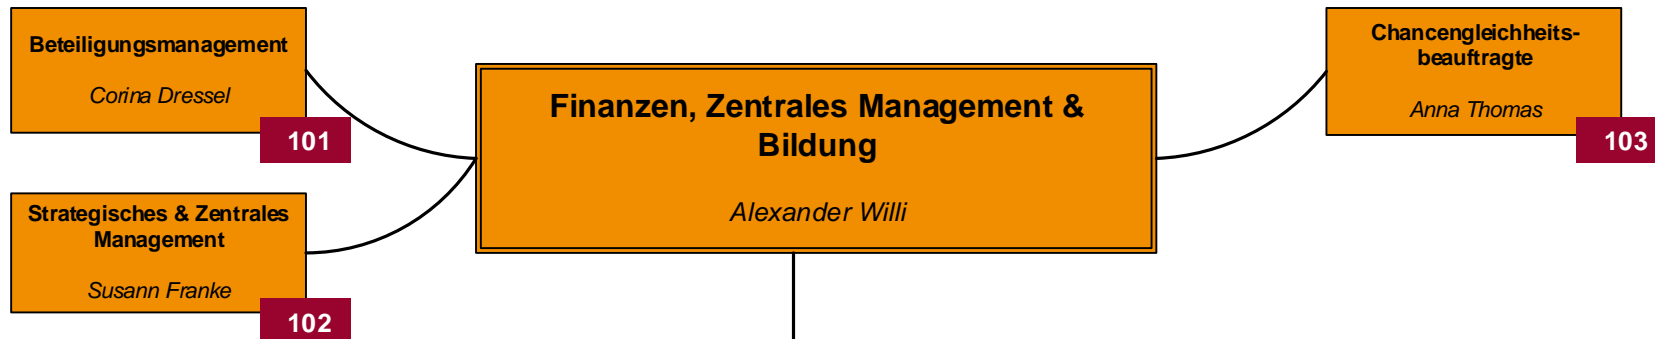 Beteiligungsmanagement
Corina Dressel
101
Strategisches & Zentrales
Management
Susann Franke
102
Finanzen, Zentrales Management &
Bildung
Alexander Willi
Chancengleichheits-
beauftragte
Anna Thomas
103